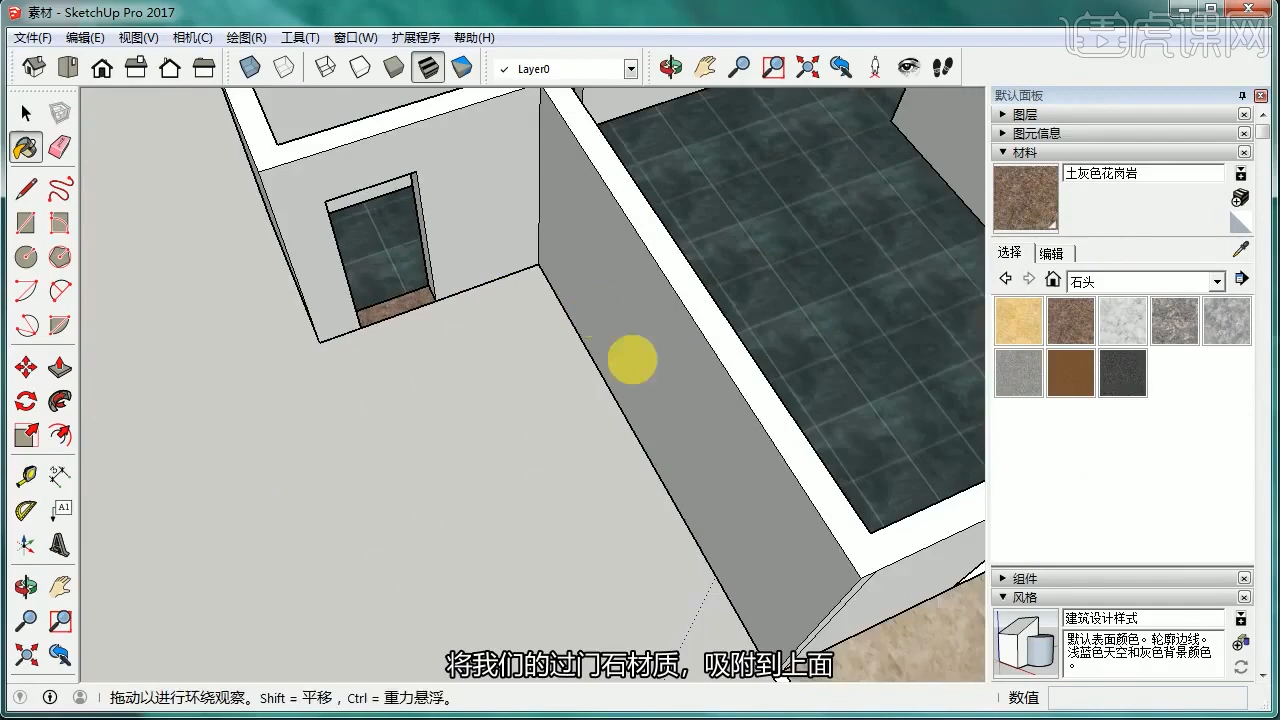 素材 - SketchUp Pro 2017
虎课网
文件(F) 编辑(E) 视图(V) 相机(C) 绘图(R) 工具(T) 窗口(W) 扩展程序 帮助(H)
Layer0
默认面板
图层
图元信息
材料
土灰色花岗岩
选择 编辑
石头
A1
组件
风格
建筑设计样式
默认表面颜色。轮廓边线。
浅蓝色天空和灰色背景颜色
。
将我们的过门石材质，吸附到上面
拖动以进行环绕观察。Shift = 平移，Ctrl = 重力悬浮。
数值